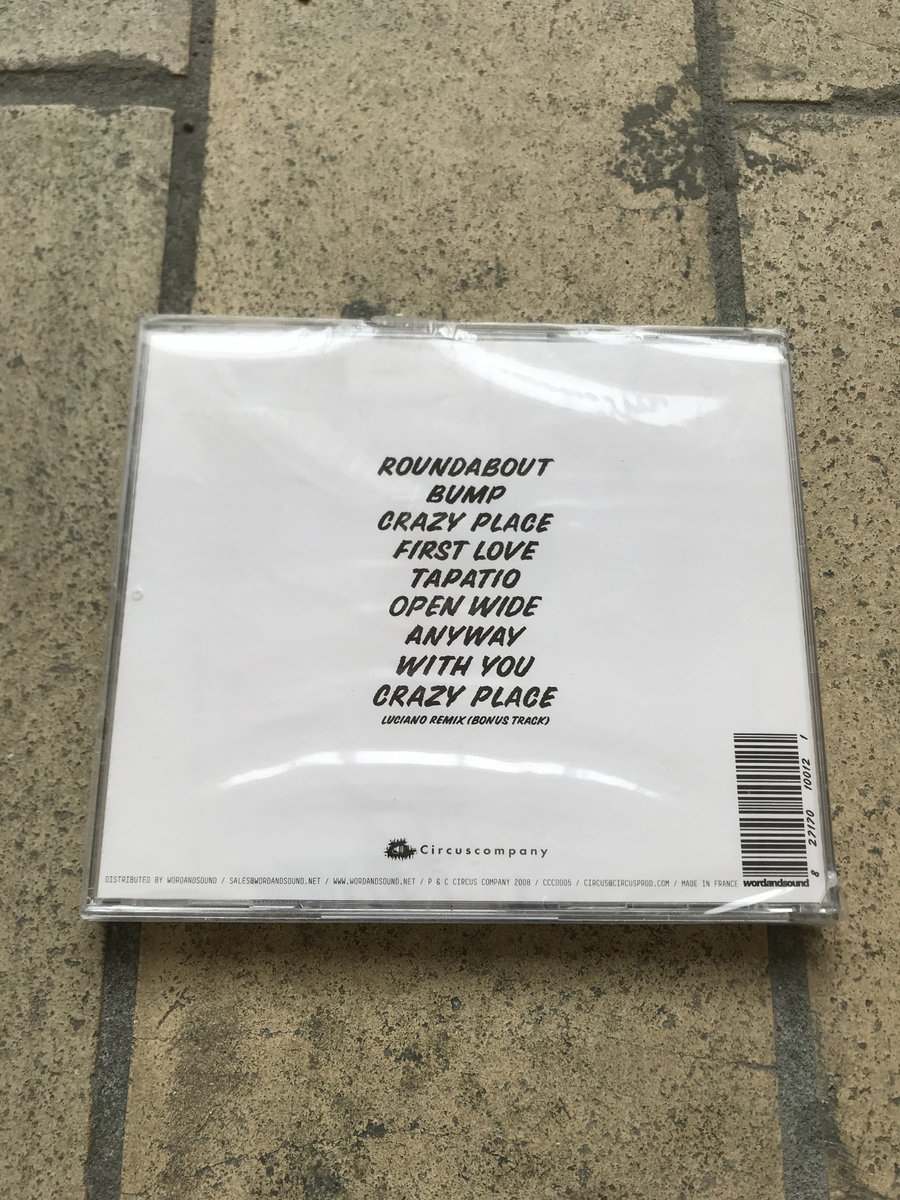 ROUNDABOUT
BUMP
CRAZY PLACE
FIRST LOVE
TAPATIO
OPEN WIDE
ANYWAY
WITH YOU
CRAZY PLACE
LUCIANO REMIX (BONUS TRACK)
Circuscompany
DISTRIBUTED BY WORDANDSOUND / SALES@WORDANDSOUND.NET / WWW.WORDANDSOUND.NET / P & C CIRCUS COMPANY 2008 / CCCD005 / CIRCUS@CIRCUSPROD.COM / MADE IN FRANCE
wordandsound
8 27170 10012 1